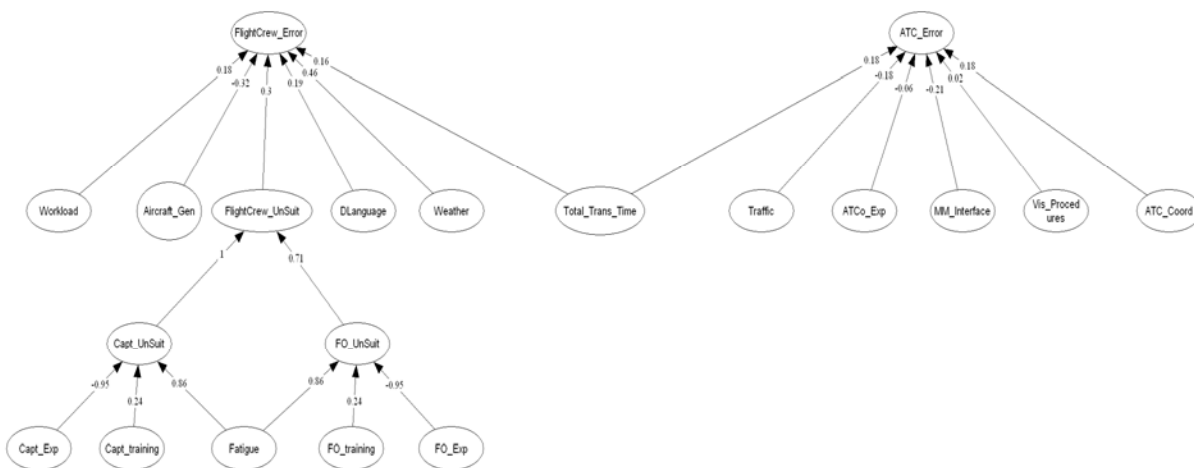 FlightCrew_Error
ATC_Error
0.18
-0.32
0.3
0.19
0.46
0.16
0.18
-0.18
-0.06
-0.21
0.02
0.18
Workload
Aircraft_Gen
FlightCrew_UnSuit
DLanguage
Weather
Total_Trans_Time
Traffic
ATCo_Exp
MM_Interface
Vis_Proced
ures
ATC_Coord
1
0.71
Capt_UnSuit
FO_UnSuit
-0.95
0.24
0.86
0.86
0.24
-0.95
Capt_Exp
Capt_training
Fatigue
FO_training
FO_Exp